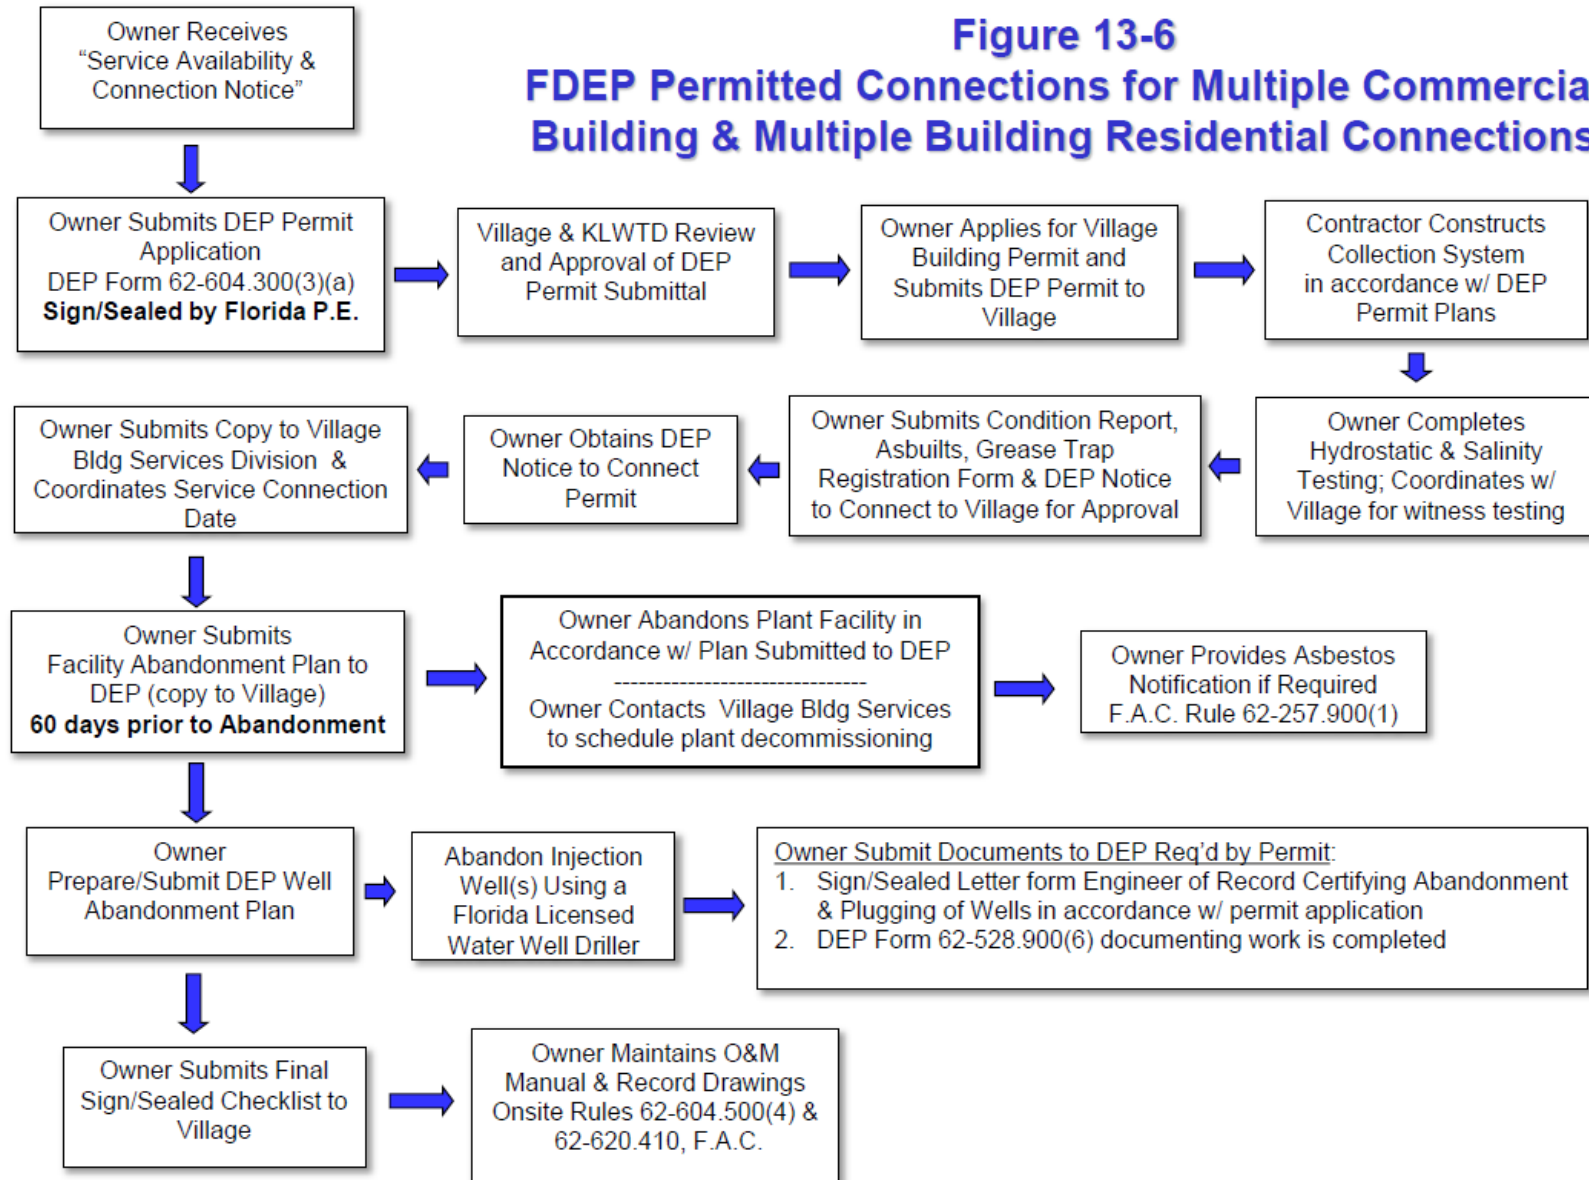 Figure 13-6
FDEP Permitted Connections for Multiple Commercia
Building & Multiple Building Residential Connections
Owner Receives
“Service Availability &
Connection Notice”
Owner Submits DEP Permit
Application
DEP Form 62-604.300(3)(a)
Sign/Sealed by Florida P.E.
Village & KLWTD Review
and Approval of DEP
Permit Submittal
Owner Applies for Village
Building Permit and
Submits DEP Permit to
Village
Contractor Constructs
Collection System
in accordance w/ DEP
Permit Plans
Owner Completes
Hydrostatic & Salinity
Testing; Coordinates w/
Village for witness testing
Owner Submits Condition Report,
Asbuilts, Grease Trap
Registration Form & DEP Notice
to Connect to Village for Approval
Owner Obtains DEP
Notice to Connect
Permit
Owner Submits Copy to Village
Bldg Services Division &
Coordinates Service Connection
Date
Owner Submits
Facility Abandonment Plan to
DEP (copy to Village)
60 days prior to Abandonment
Owner Abandons Plant Facility in
Accordance w/ Plan Submitted to DEP
-------------------------------
Owner Contacts Village Bldg Services
to schedule plant decommissioning
Owner Provides Asbestos
Notification if Required
F.A.C. Rule 62-257.900(1)
Owner
Prepare/Submit DEP Well
Abandonment Plan
Abandon Injection
Well(s) Using a
Florida Licensed
Water Well Driller
Owner Submit Documents to DEP Req’d by Permit:
1. Sign/Sealed Letter form Engineer of Record Certifying Abandonment
& Plugging of Wells in accordance w/ permit application
2. DEP Form 62-528.900(6) documenting work is completed
Owner Submits Final
Sign/Sealed Checklist to
Village
Owner Maintains O&M
Manual & Record Drawings
Onsite Rules 62-604.500(4) &
62-620.410, F.A.C.